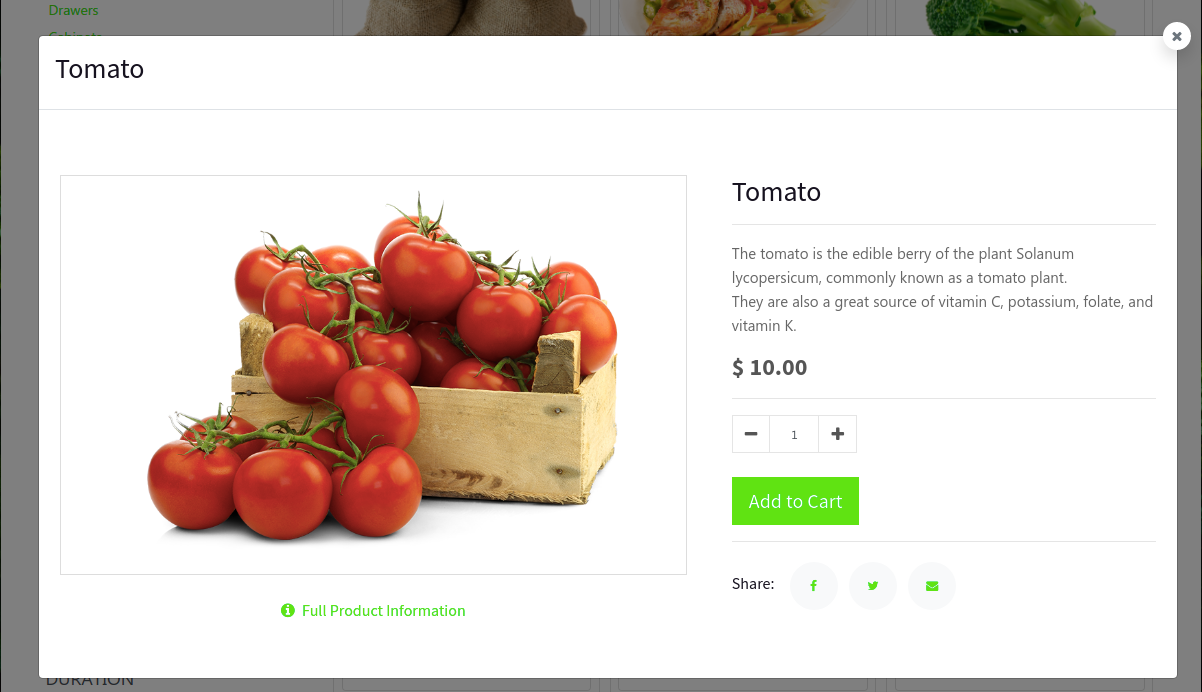 Drawers
Cabinets
Tomato
Tomato
The tomato is the edible berry of the plant Solanum
lycopersicum, commonly known as a tomato plant.
They are also a great source of vitamin C, potassium, folate, and
vitamin K.
$ 10.00
1
Add to Cart
Share:
Full Product Information
DURATION